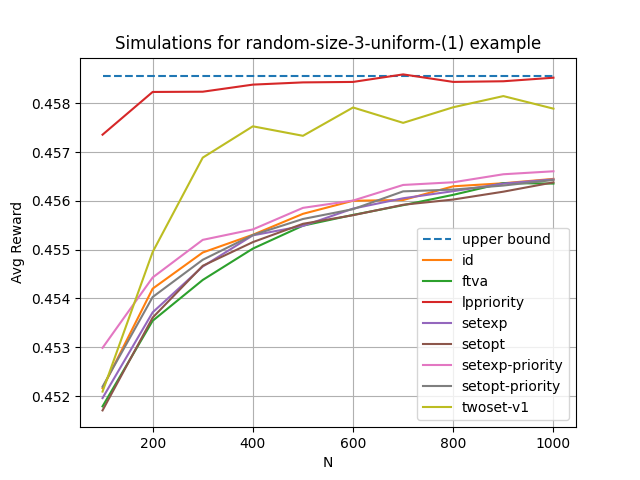 Simulations for random-size-3-uniform-(1) example
0.458
0.457
0.456
0.455
0.454
0.453
0.452
Avg Reward
200
400
600
800
1000
N
upper bound
id
ftva
lppriority
setexp
setopt
setexp-priority
setopt-priority
twoset-v1